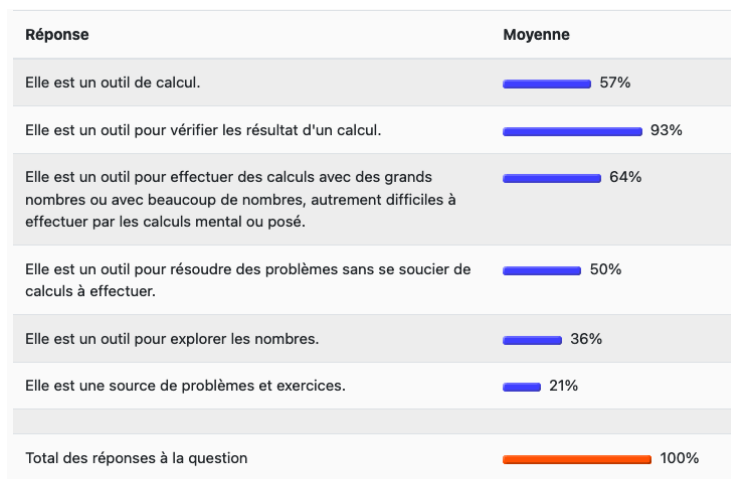 Réponse Moyenne
Elle est un outil de calcul. 57%
Elle est un outil pour vérifier les résultat d'un calcul. 93%
Elle est un outil pour effectuer des calculs avec des grands 64%
nombres ou avec beaucoup de nombres, autrement difficiles à
effectuer par les calculs mental ou posé.
Elle est un outil pour résoudre des problèmes sans se soucier de 50%
calculs à effectuer.
Elle est un outil pour explorer les nombres. 36%
Elle est une source de problèmes et exercices. 21%
Total des réponses à la question 100%